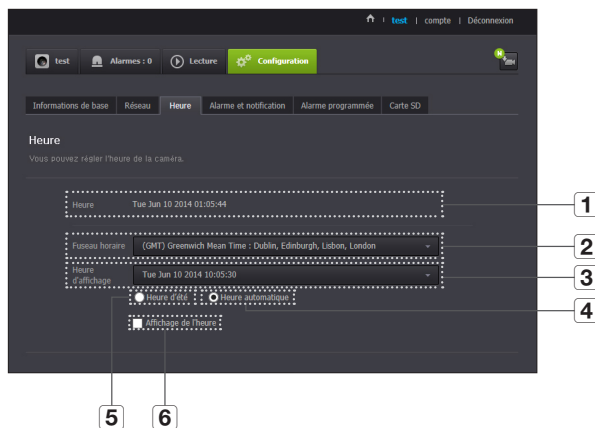 test | compte | Déconnexion
test Alarmes : 0 Lecture Configuration
N
Informations de base Réseau Heure Alarme et notification Alarme programmée Carte SD
Heure
Vous pouvez régler l'heure de la caméra.
Heure Tue Jun 10 2014 01:05:44
1
Fuseau horaire (GMT) Greenwich Mean Time : Dublin, Edinburgh, Lisbon, London
2
Heure d'affichage Tue Jun 10 2014 10:05:30
3
Heure d'été Heure automatique
4
Affichage de l'heure
5 6